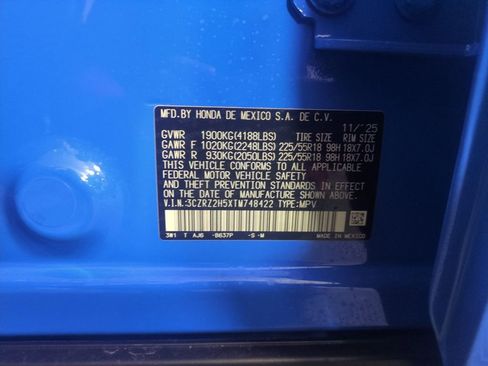 MFD.BY HONDA DE MEXICO S.A. DE C.V.
11/'25
GVWR 1900KG(4188LBS) TIRE SIZE RIM SIZE
GAWR F 1020KG(2248LBS) 225/55R18 98H 18X7.0J
GAWR R 930KG(2050LBS) 225/55R18 98H 18X7.0J
THIS VEHICLE CONFORMS TO ALL APPLICABLE
FEDERAL MOTOR VEHICLE SAFETY
AND THEFT PREVENTION STANDARDS IN EFFECT
ON THE DATE OF MANUFACTURE SHOWN ABOVE.
V.I.N.:3CZRZ2H5XTM748422 TYPE:MPV
3W1 T AJ6 -B637P -S -M
MADE IN MEXICO